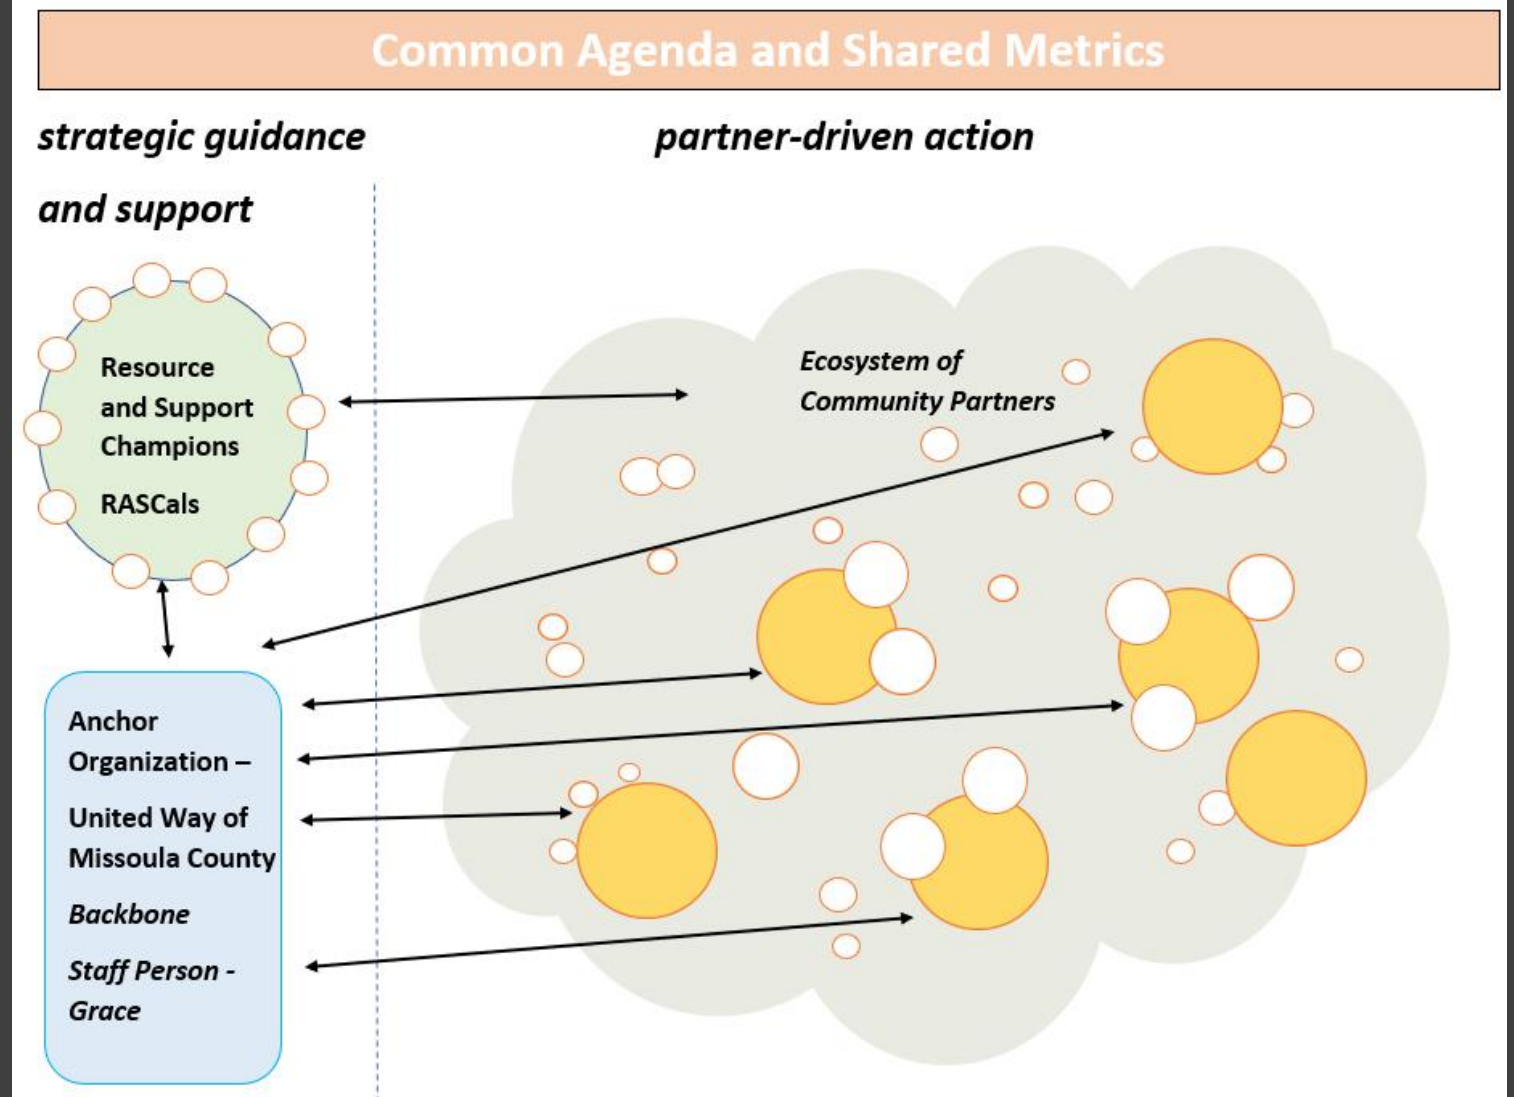 Common Agenda and Shared Metrics
strategic guidance
and support
partner-driven action
Resource
and Support
Champions
RASCals
Ecosystem of
Community Partners
Anchor
Organization –
United Way of
Missoula County
Backbone
Staff Person -
Grace